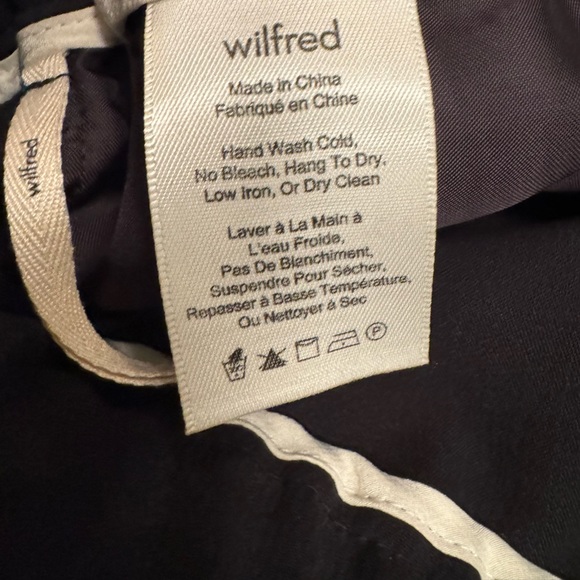 wilfred
Made in China
Fabriqué en Chine
Hand Wash Cold,
No Bleach, Hang To Dry,
Low Iron, Or Dry Clean
Laver à La Main à
L'eau Froide,
Pas De Blanchiment,
Suspendre Pour Sécher,
Repasser à Basse Température,
Ou Nettoyer à Sec
P
wilfred